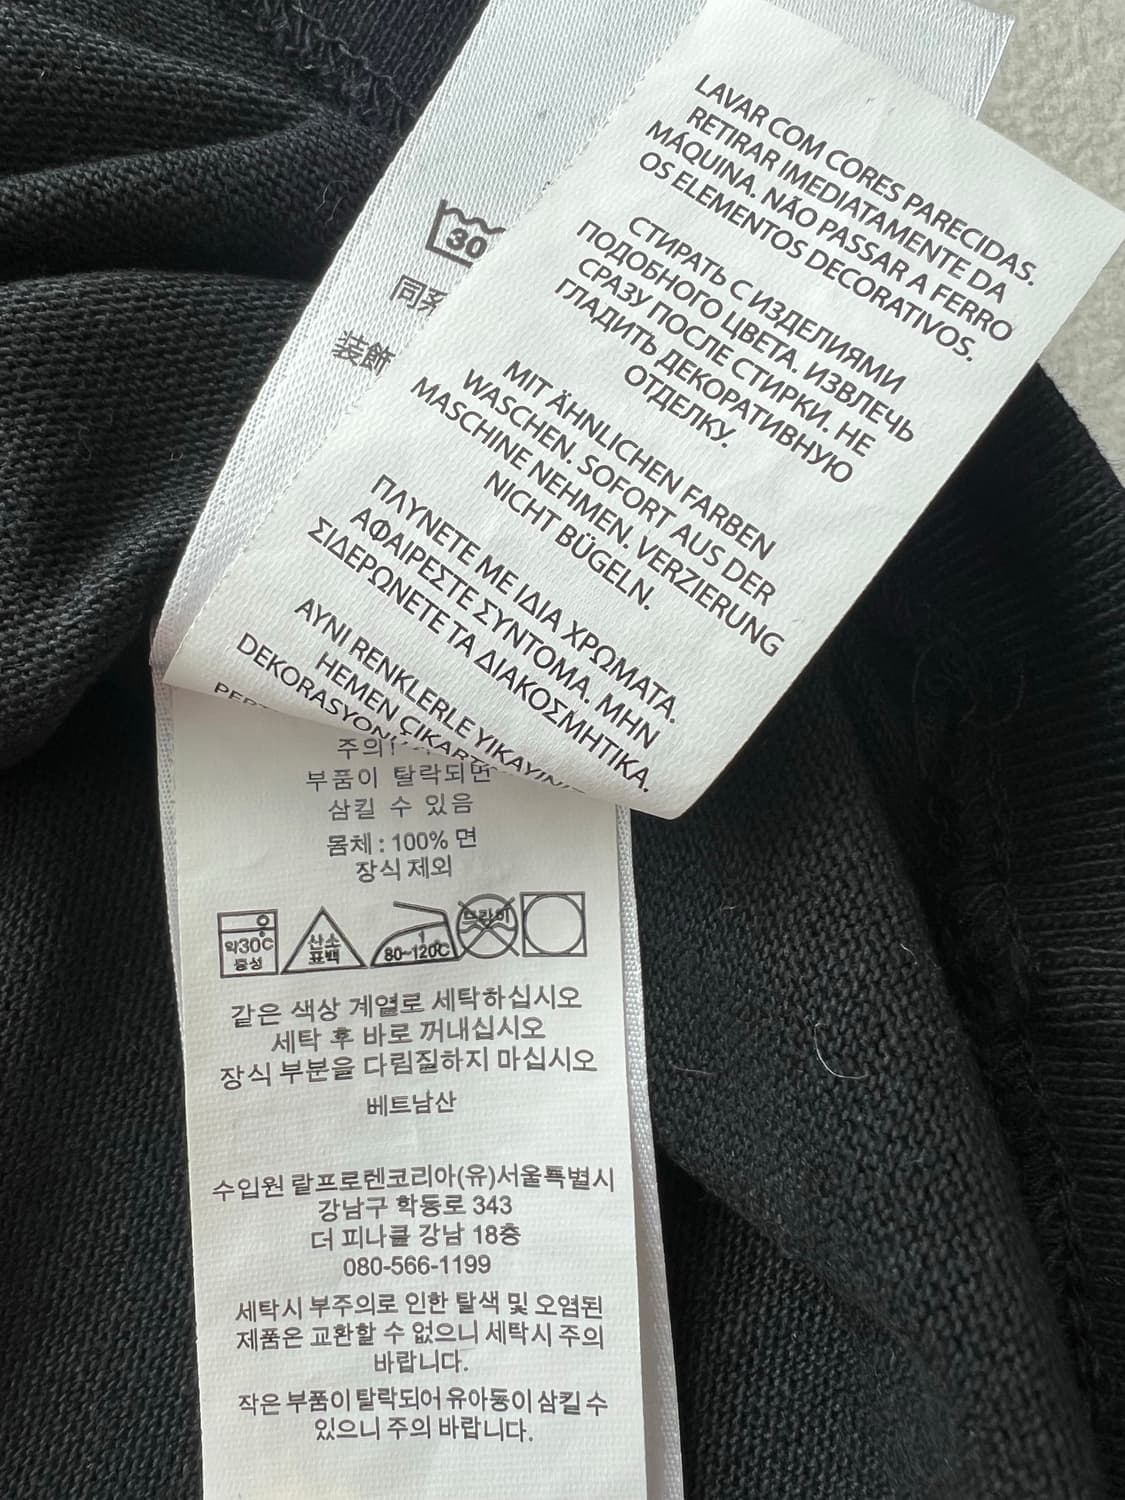 LAVAR COM CORES PARECIDAS.
RETIRAR IMEDIATAMENTE DA
MÁQUINA. NÃO PASSAR A FERRO
OS ELEMENTOS DECORATIVOS.
СТИРАТЬ С ИЗДЕЛИЯМИ
ПОДОБНОГО ЦВЕТА. ИЗВЛЕЧЬ
СРАЗУ ПОСЛЕ СТИРКИ. НЕ
ГЛАДИТЬ ДЕКОРАТИВНУЮ
ОТДЕЛКУ.
MIT ÄHNLICHEN FARBEN
WASCHEN. SOFORT AUS DER
MASCHINE NEHMEN. VERZIERUNG
NICHT BÜGELN.
ΠΛΥΝΕΤΕ ΜΕ ΙΔΙΑ ΧΡΩΜΑΤΑ.
ΑΦΑΙΡΕΣΤΕ ΣΥΝΤΟΜΑ. ΜΗΝ
ΣΙΔΕΡΩΝΕΤΕ ΤΑ ΔΙΑΚΟΣΜΗΤΙΚΑ.
AYNI RENKLERLE YIKAYIN
HEMEN
30
同系
装飾
주의
부품이 탈락되면
삼킬 수 있음
몸체 : 100% 면
장식 제외
약30℃
중성
산소
표백
1
80~120℃
드라이
같은 색상 계열로 세탁하십시오
세탁 후 바로 꺼내십시오
장식 부분을 다림질하지 마십시오
베트남산
수입원 랄프로렌코리아(유)서울특별시
강남구 학동로 343
더 피나클 강남 18층
080-566-1199
세탁시 부주의로 인한 탈색 및 오염된
제품은 교환할 수 없으니 세탁시 주의
바랍니다.
작은 부품이 탈락되어 유아동이 삼킬 수
있으니 주의 바랍니다.